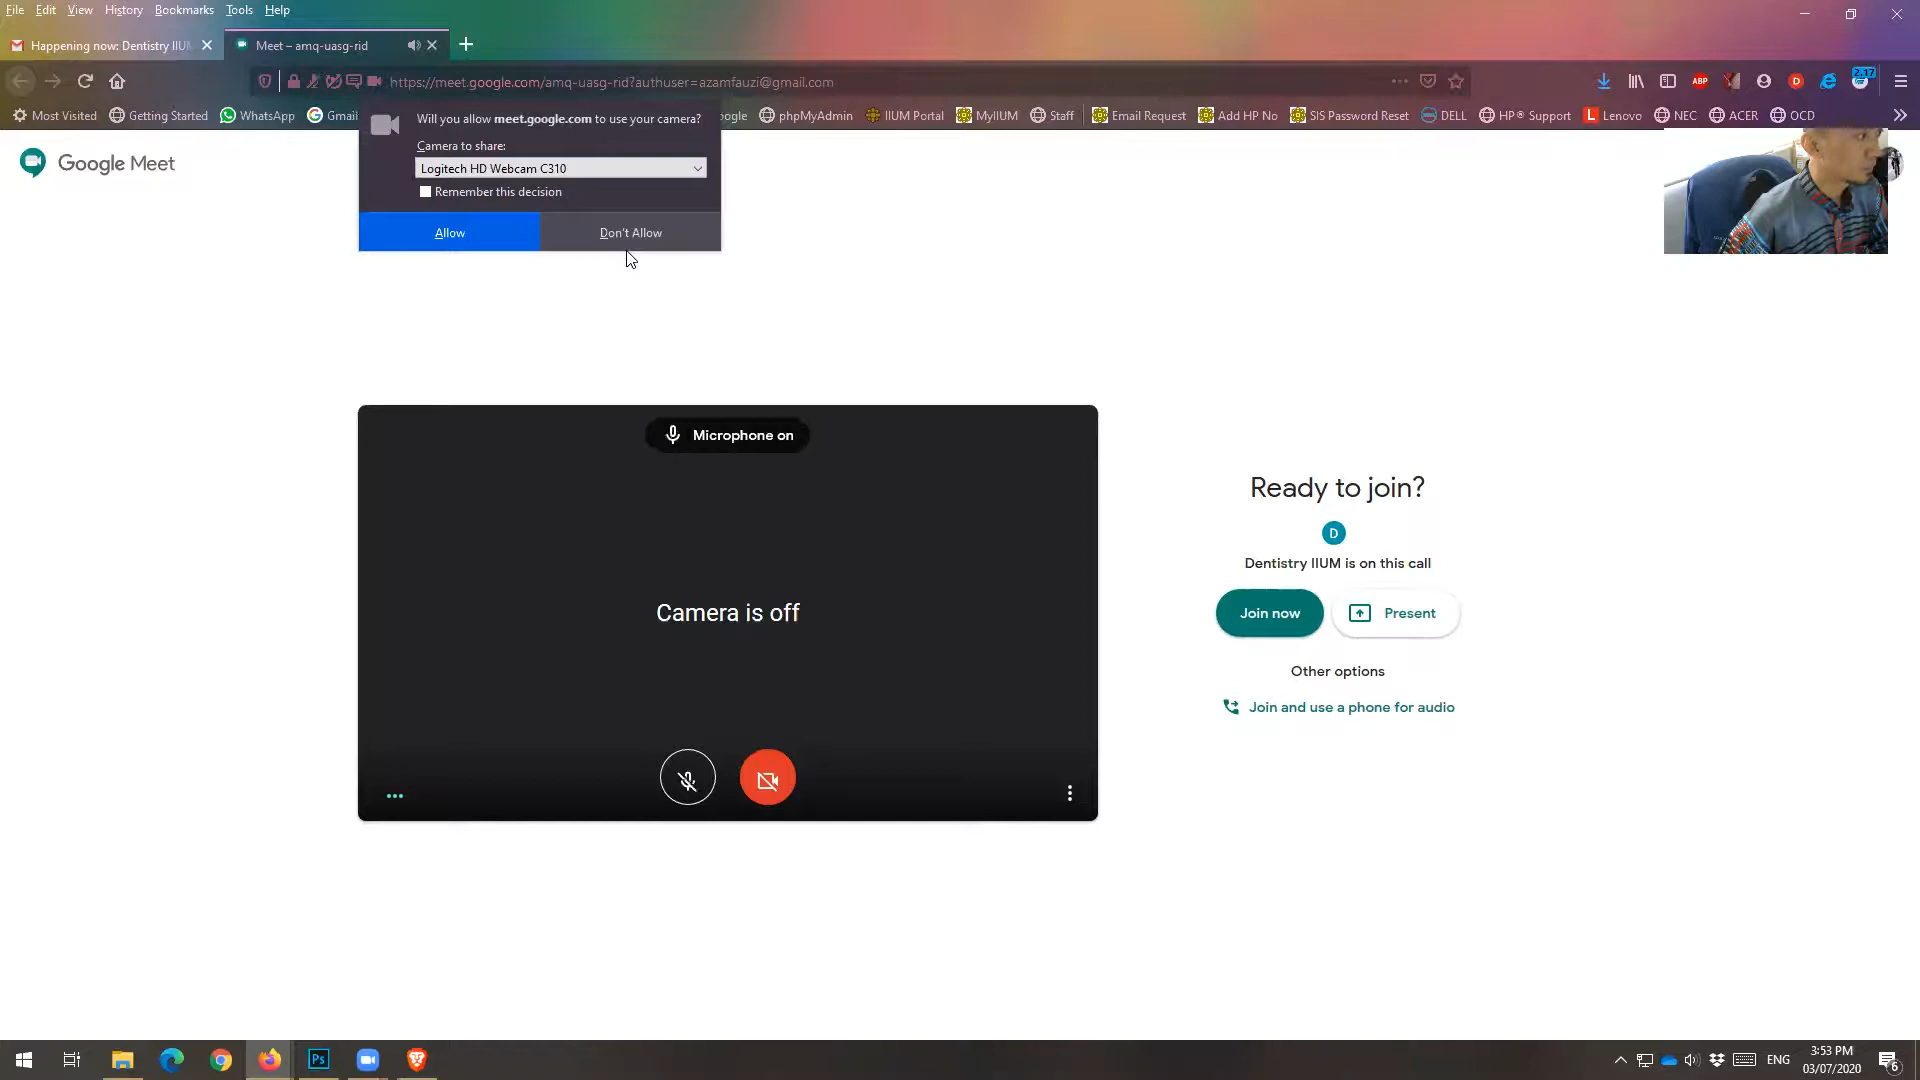 File Edit View History Bookmarks Tools Help
Happening now: Dentistry IIUM
Meet – amq-uasg-rid
https://meet.google.com/amq-uasg-rid?authuser=azamfauzi@gmail.com
ABP
D
2.17
Most Visited Getting Started WhatsApp Gmail
ogle phpMyAdmin IIUM Portal MyIIUM Staff Email Request Add HP No SIS Password Reset DELL HP® Support Lenovo NEC ACER OCD
Will you allow meet.google.com to use your camera?
Camera to share:
Logitech HD Webcam C310
Remember this decision
Allow Don't Allow
Google Meet
Microphone on
Camera is off
Ready to join?
D
Dentistry IIUM is on this call
Join now Present
Other options
Join and use a phone for audio
Ps
ENG
3:53 PM
03/07/2020
6